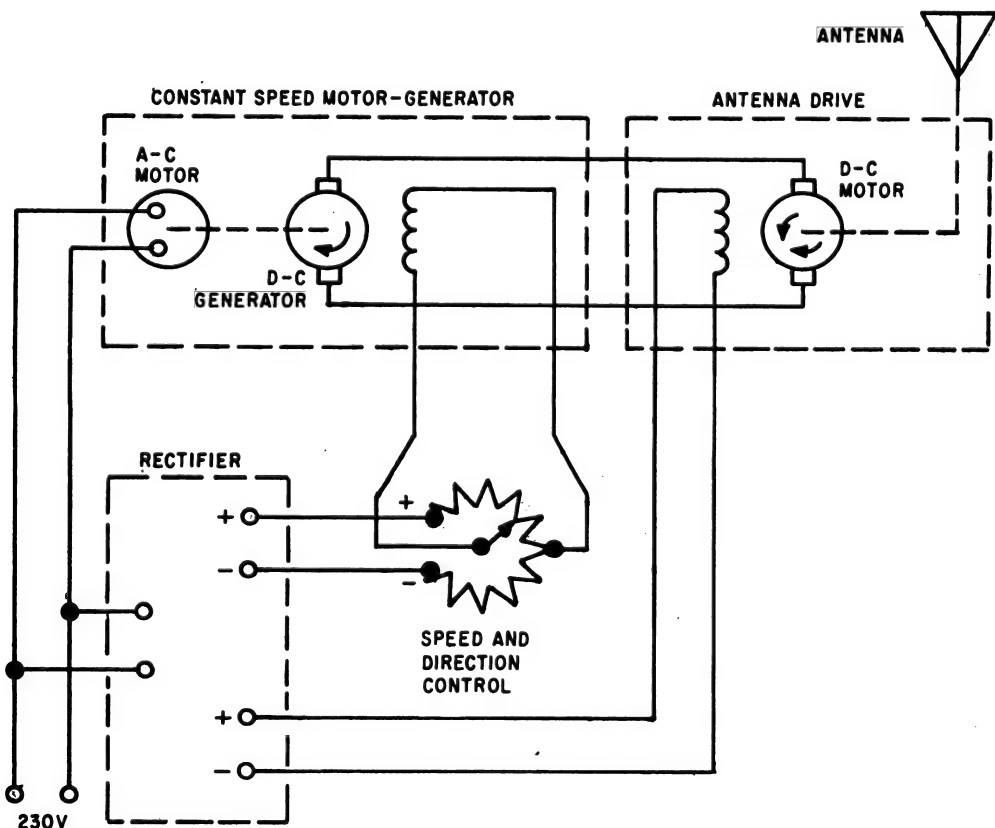 ANTENNA
CONSTANT SPEED MOTOR-GENERATOR
ANTENNA DRIVE
A-C
MOTOR
D-C
MOTOR
D-C
GENERATOR
RECTIFIER
+
+
-
-
SPEED AND
DIRECTION
CONTROL
+
-
230V